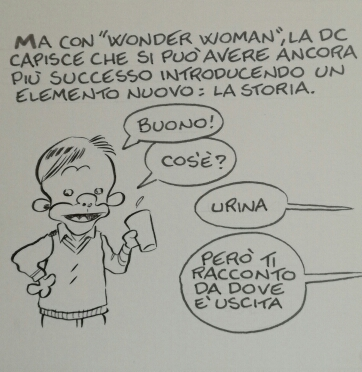 MA CON "WONDER WOMAN", LA DC
CAPISCE CHE SI PUÒ AVERE ANCORA
PIÙ SUCCESSO INTRODUCENDO UN
ELEMENTO NUOVO: LA STORIA.
BUONO!
COS'È?
URINA
PERÒ TI
RACCONTO
DA DOVE
E' USCITA